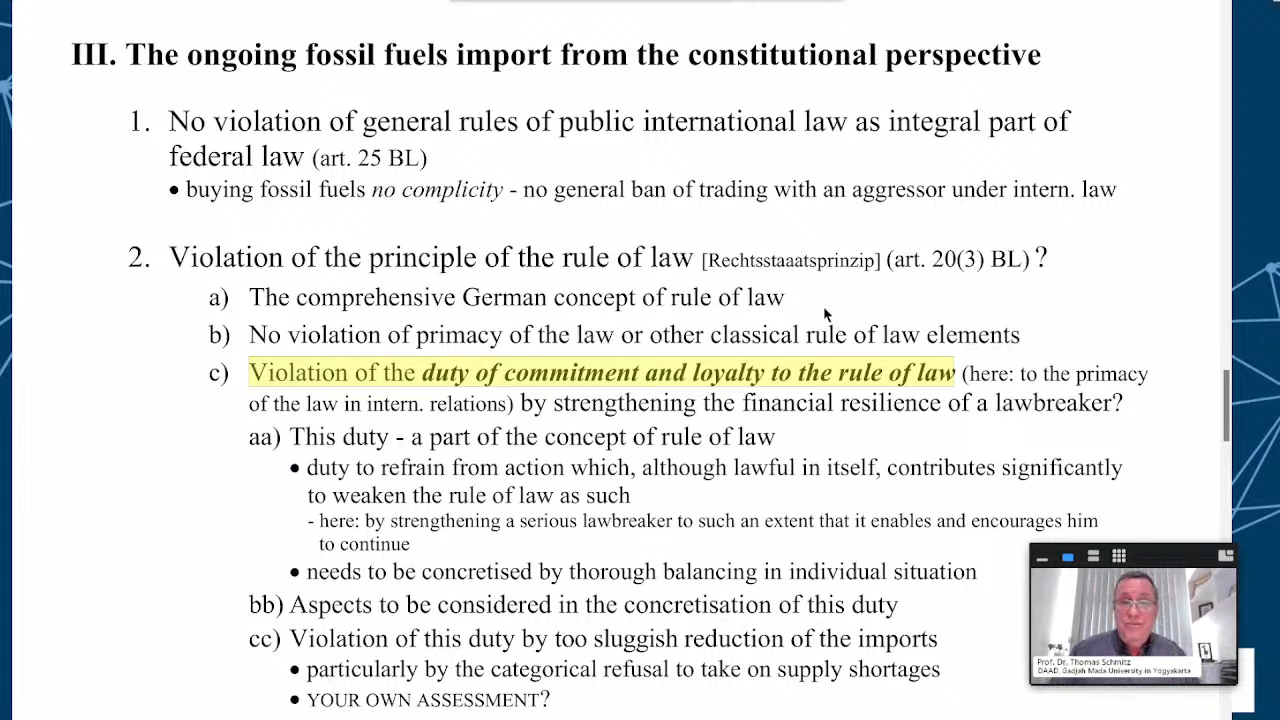 III. The ongoing fossil fuels import from the constitutional perspective
1. No violation of general rules of public international law as integral part of
federal law (art. 25 BL)
• buying fossil fuels no complicity - no general ban of trading with an aggressor under intern. law
2. Violation of the principle of the rule of law [Rechtsstaaatsprinzip] (art. 20(3) BL) ?
a) The comprehensive German concept of rule of law
b) No violation of primacy of the law or other classical rule of law elements
c) Violation of the duty of commitment and loyalty to the rule of law (here: to the primacy
of the law in intern. relations) by strengthening the financial resilience of a lawbreaker?
aa) This duty - a part of the concept of rule of law
• duty to refrain from action which, although lawful in itself, contributes significantly
to weaken the rule of law as such
- here: by strengthening a serious lawbreaker to such an extent that it enables and encourages him
to continue
• needs to be concretised by thorough balancing in individual situation
bb) Aspects to be considered in the concretisation of this duty
cc) Violation of this duty by too sluggish reduction of the imports
• particularly by the categorical refusal to take on supply shortages
• YOUR OWN ASSESSMENT?
Prof. Dr. Thomas Schmitz
DAAD. Gadjah Mada University in Yogyakarta